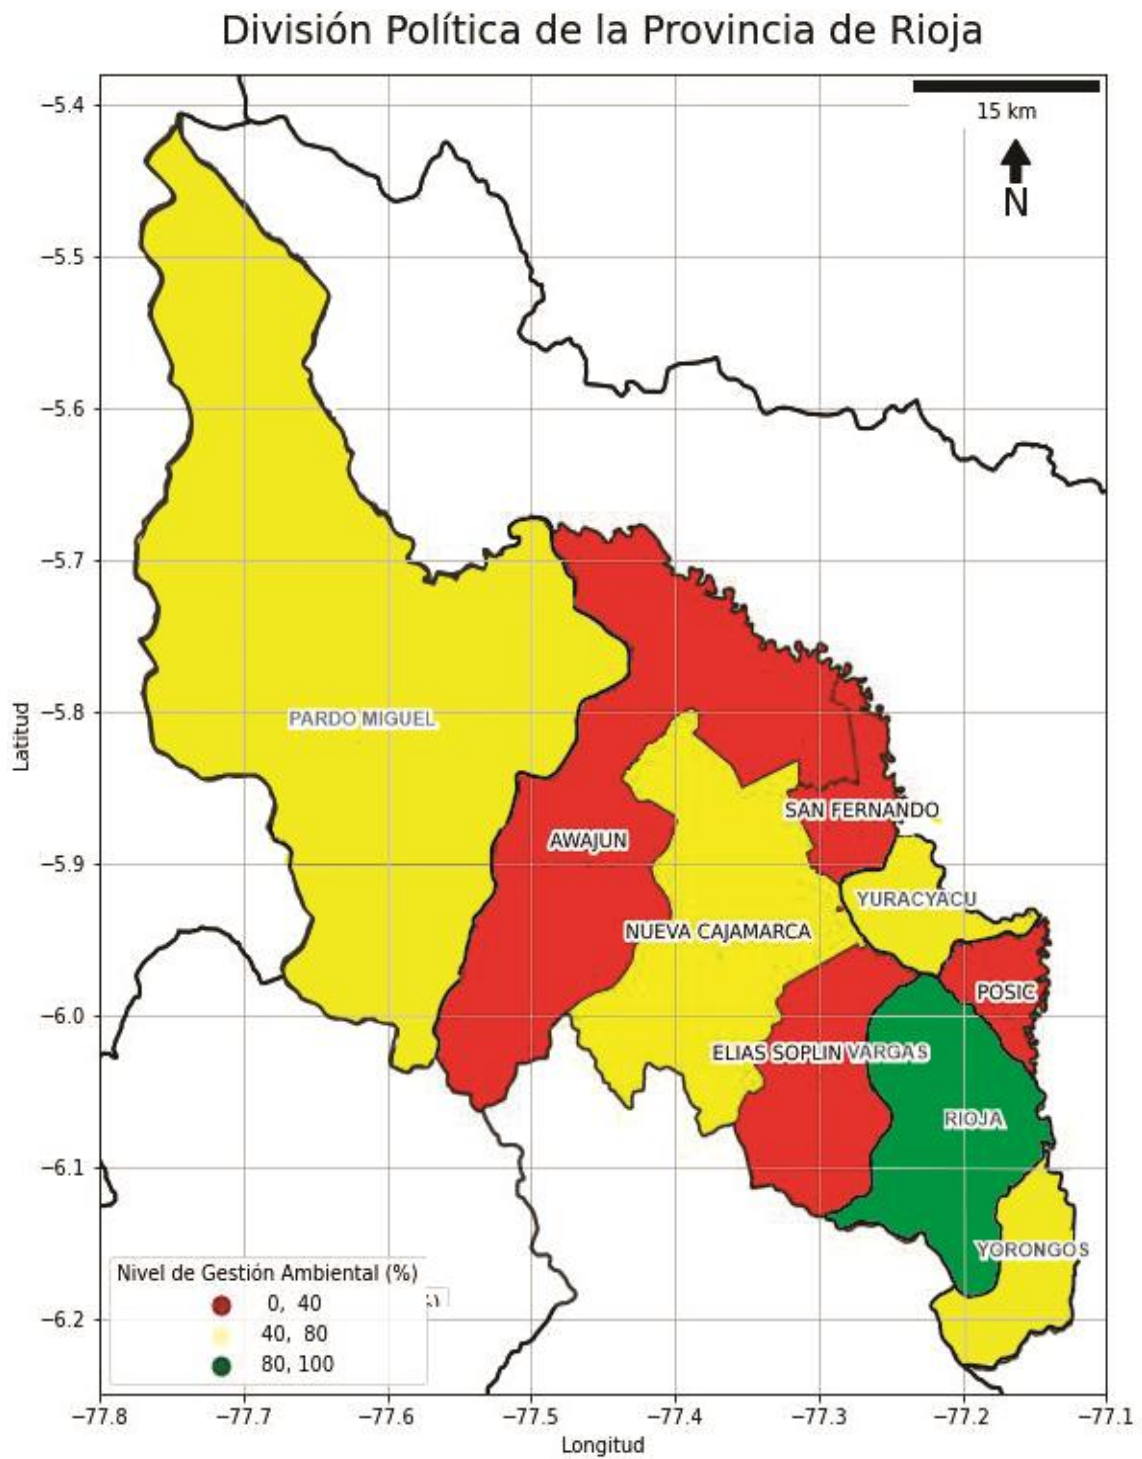 División Política de la Provincia de Rioja
15 km
N
−5.4
−5.5
−5.6
−5.7
−5.8
−5.9
−6.0
−6.1
−6.2
Latitud
PARDO MIGUEL
SAN FERNANDO
AWAJUN
YURACYACU
NUEVA CAJAMARCA
POSIC
ELIAS SOPLIN VARGAS
RIOJA
YORONGOS
Nivel de Gestión Ambiental (%)
0, 40
40, 80
80, 100
−77.8 −77.7 −77.6 −77.5 −77.4 −77.3 −77.2 −77.1
Longitud